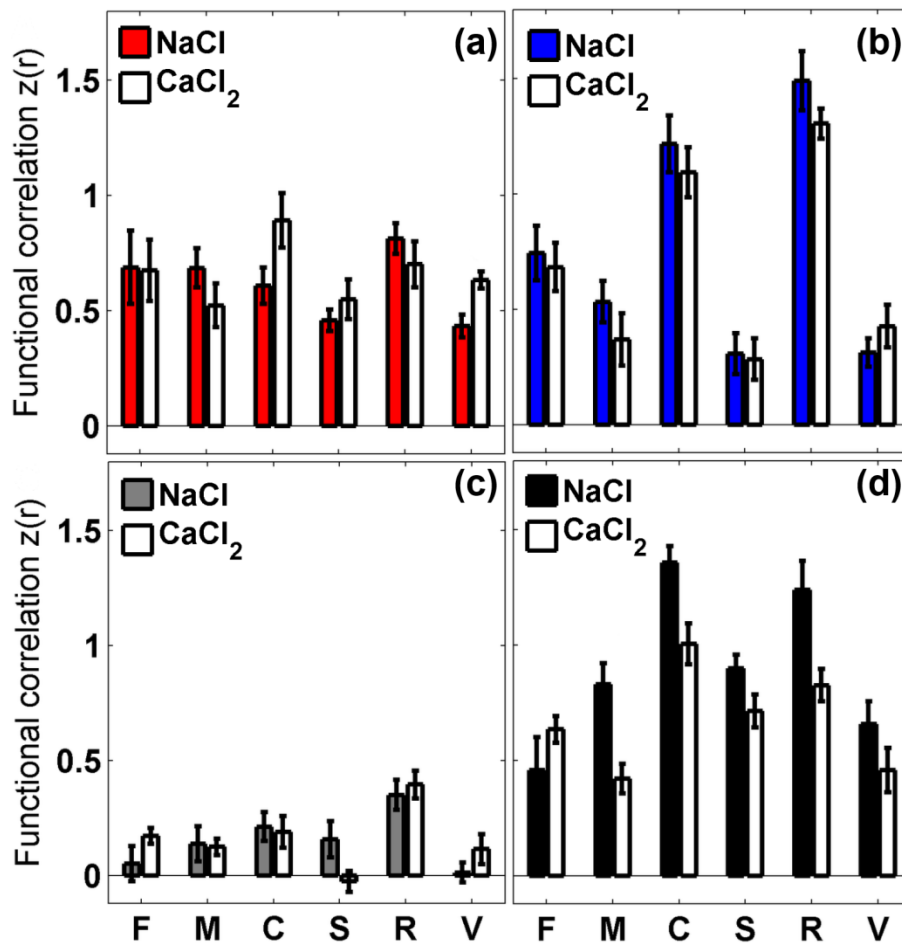 (a)
NaCl
CaCl₂
(b)
NaCl
CaCl₂
Functional correlation z(r)
1.5
1
0.5
0
(c)
NaCl
CaCl₂
(d)
NaCl
CaCl₂
Functional correlation z(r)
1.5
1
0.5
0
F M C S R V
F M C S R V